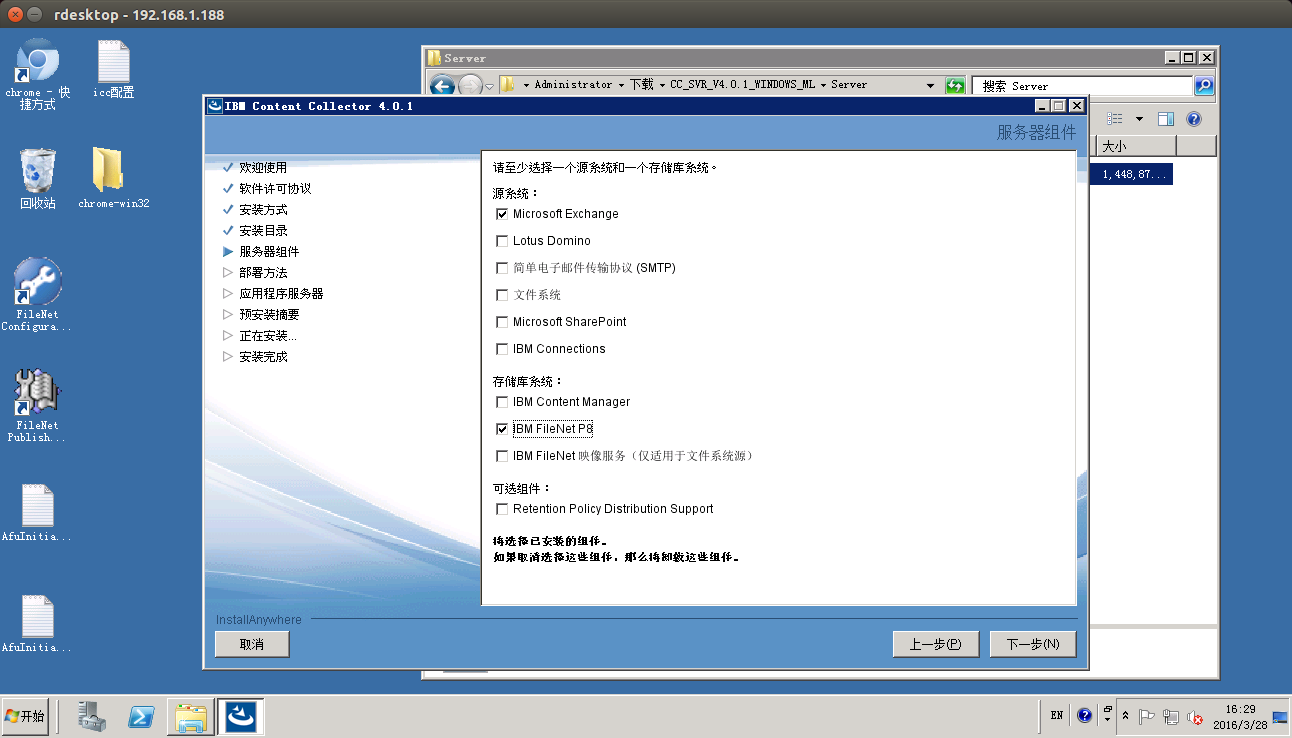 rdesktop - 192.168.1.188
chrome - 快
捷方式
icc配置
回收站
chrome-win32
FileNet
Configura...
FileNet
Publish...
AfuInitia...
AfuInitia...
Server
Administrator
下载
CC_SVR_V4.0.1_WINDOWS_ML
Server
搜索 Server
大小
1,448,87...
IBM Content Collector 4.0.1
服务器组件
欢迎使用
软件许可协议
安装方式
安装目录
服务器组件
部署方法
应用程序服务器
预安装摘要
正在安装...
安装完成
请至少选择一个源系统和一个存储库系统。
源系统：
Microsoft Exchange
Lotus Domino
简单电子邮件传输协议 (SMTP)
文件系统
Microsoft SharePoint
IBM Connections
存储库系统：
IBM Content Manager
IBM FileNet P8
IBM FileNet 映像服务（仅适用于文件系统源）
可选组件：
Retention Policy Distribution Support
将选择已安装的组件。
如果取消选择这些组件，那么将卸载这些组件。
InstallAnywhere
取消
上一步(P)
下一步(N)
开始
EN
16:29
2016/3/28